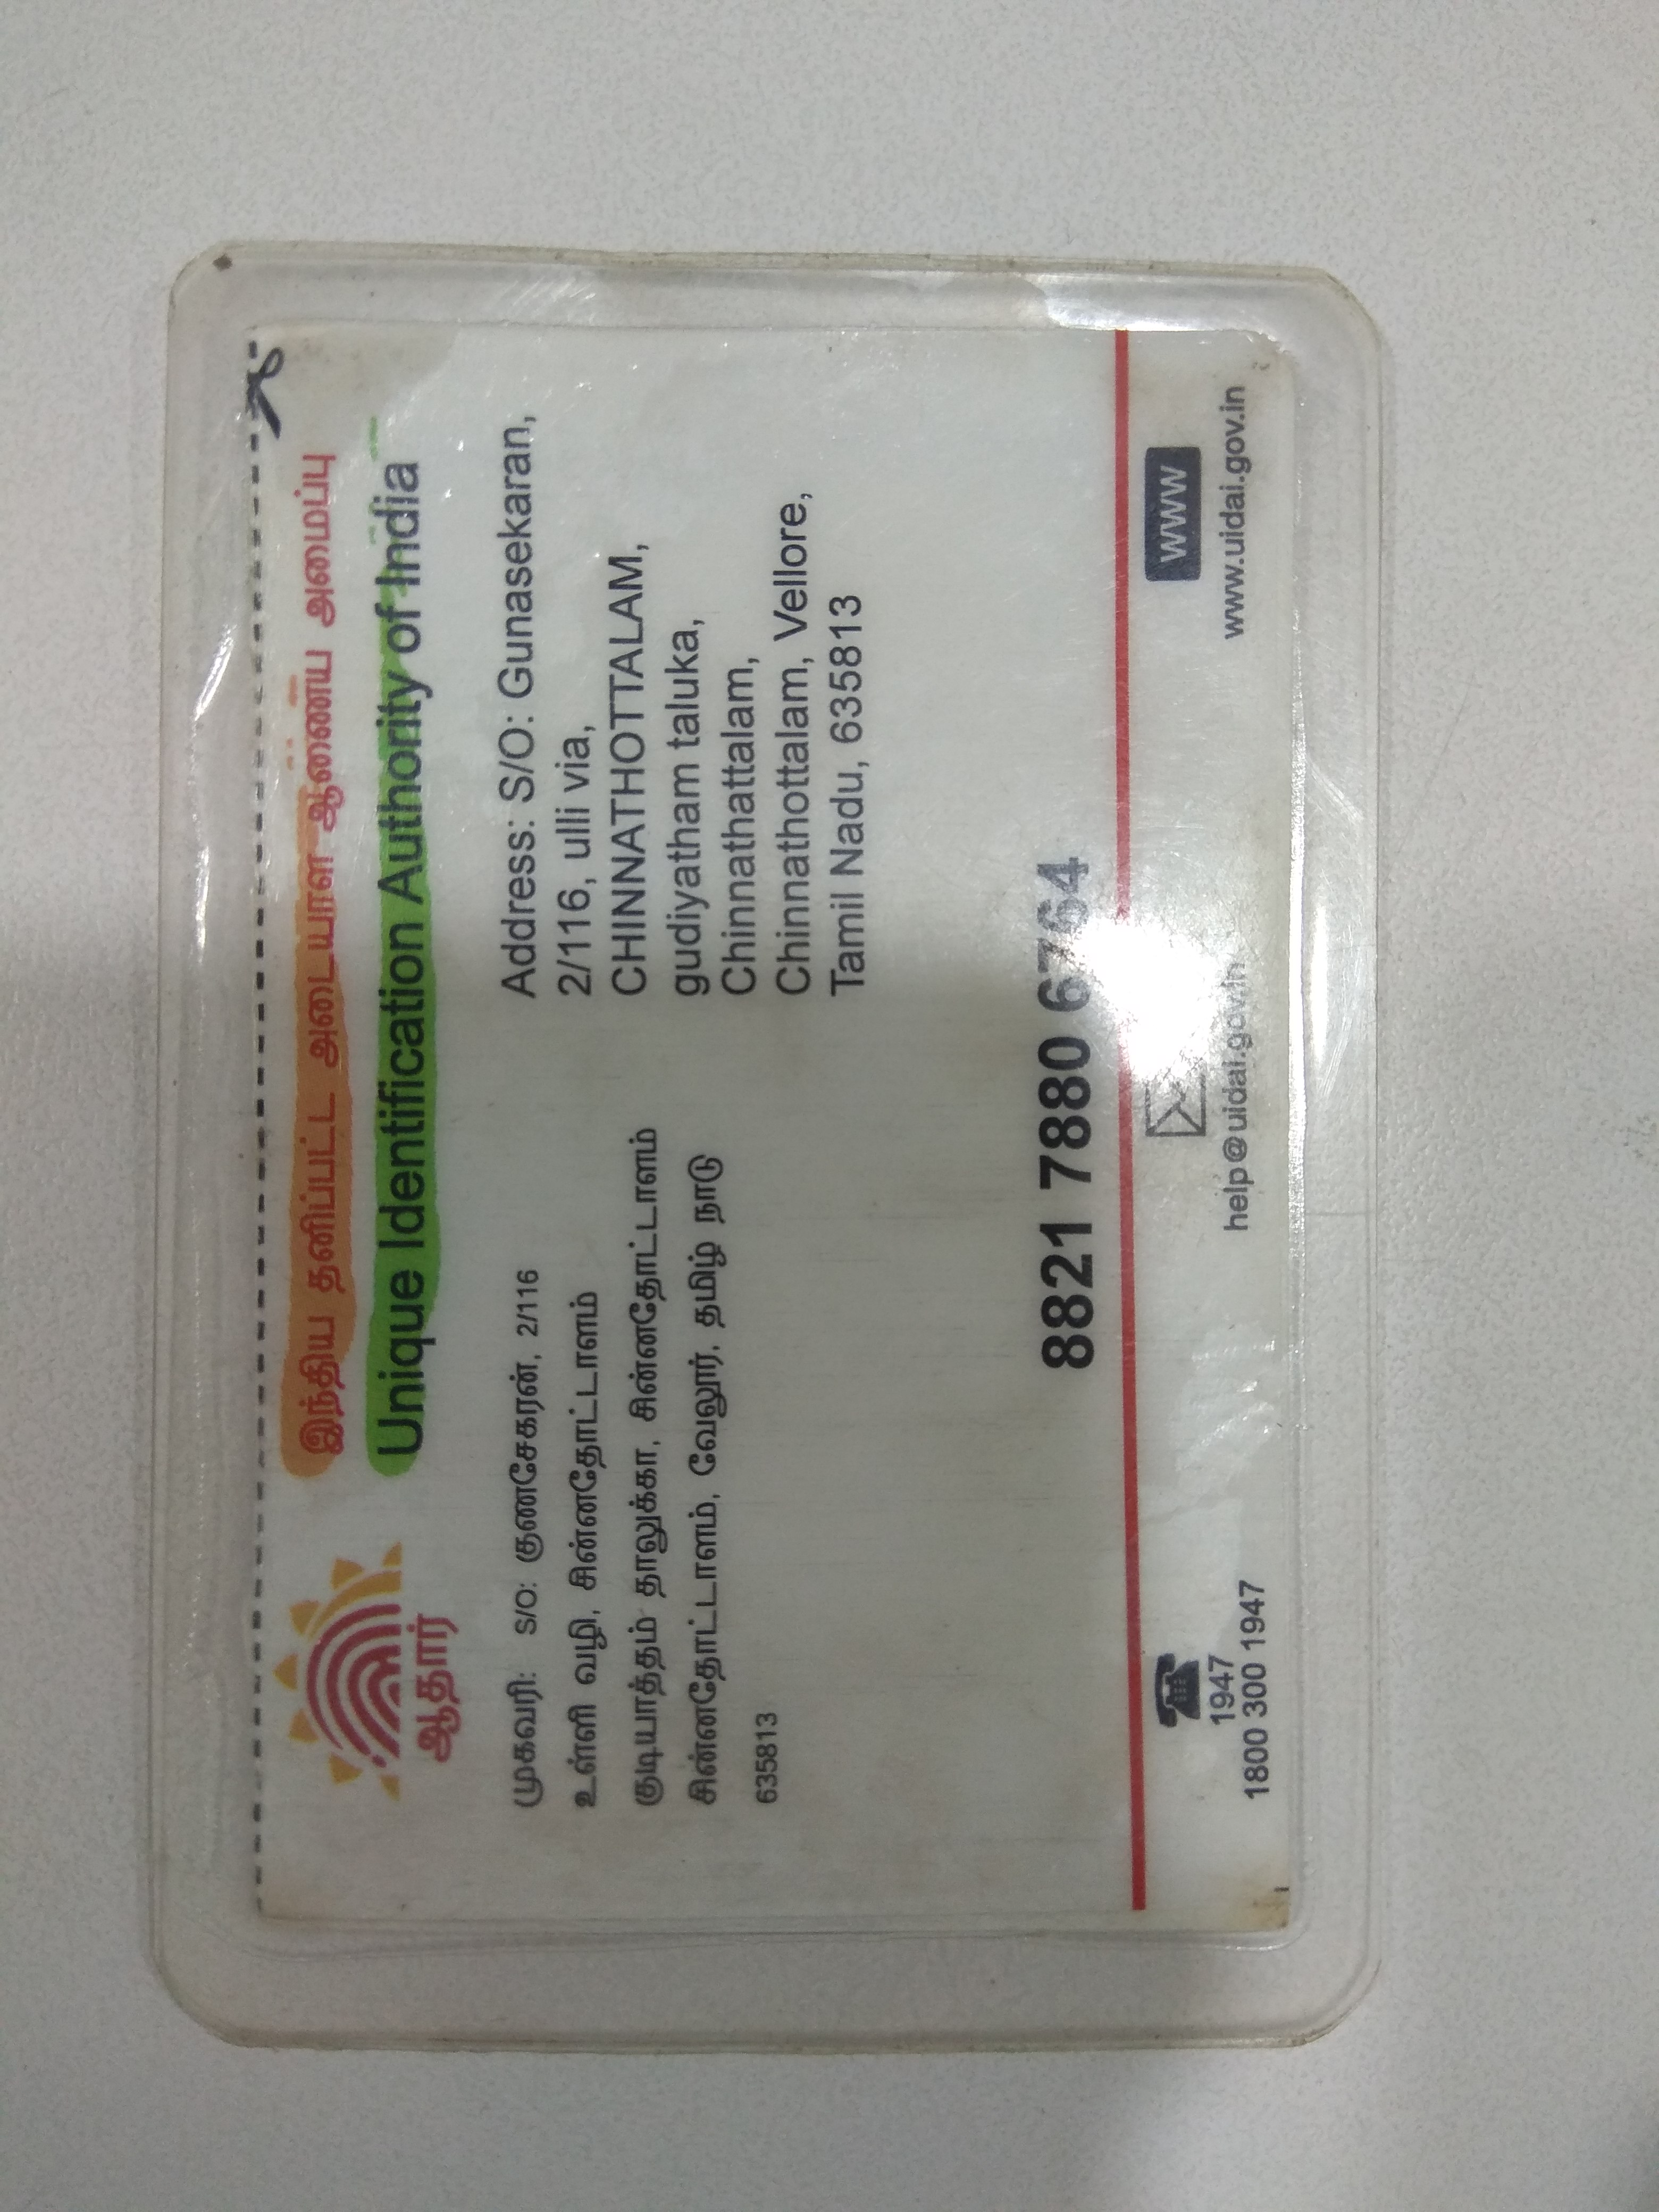 இந்திய தனிப்பட்ட அடையாள ஆணைய அமைப்பு
Unique Identification Authority of India
ஆதார்
முகவரி: S/O: குணசேகரன், 2/116
உள்ளி வழி, சின்னதோட்டாளம்
குடியாத்தம் தாலுக்கா, சின்னதோட்டாளம்
சின்னதோட்டாளம், வேலூர், தமிழ் நாடு
635813
Address: S/O: Gunasekaran,
2/116, ulli via,
CHINNATHOTTALAM,
gudiyatham taluka,
Chinnathattalam,
Chinnathottalam, Vellore,
Tamil Nadu, 635813
8821 7880 6764
1947
1800 300 1947
help@uidai.gov.in
WWW
www.uidai.gov.in